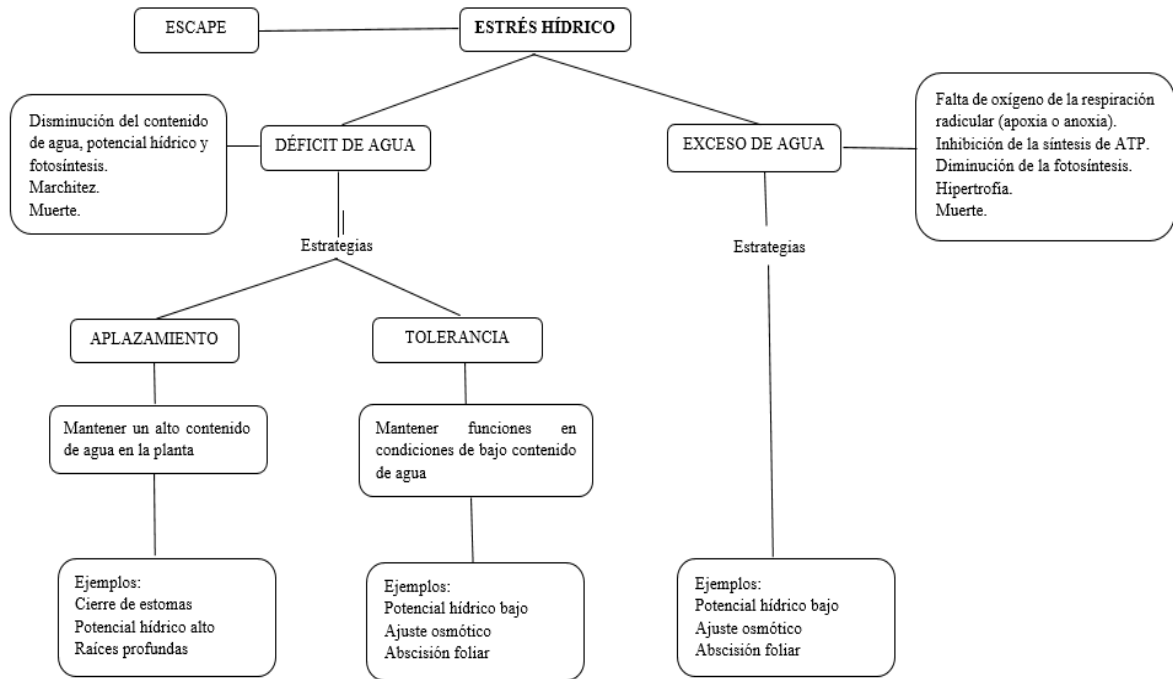 ESCAPE
ESTRÉS HÍDRICO
Disminución del contenido
de agua, potencial hídrico y
fotosíntesis.
Marchitez.
Muerte.
DÉFICIT DE AGUA
EXCESO DE AGUA
Falta de oxígeno de la respiración
radicular (apoxia o anoxia).
Inhibición de la síntesis de ATP.
Diminución de la fotosíntesis.
Hipertrofía.
Muerte.
Estrategias
Estrategias
APLAZAMIENTO
TOLERANCIA
Mantener un alto contenido
de agua en la planta
Mantener funciones en
condiciones de bajo contenido
de agua
Ejemplos:
Cierre de estomas
Potencial hídrico alto
Raíces profundas
Ejemplos:
Potencial hídrico bajo
Ajuste osmótico
Abscisión foliar
Ejemplos:
Potencial hídrico bajo
Ajuste osmótico
Abscisión foliar